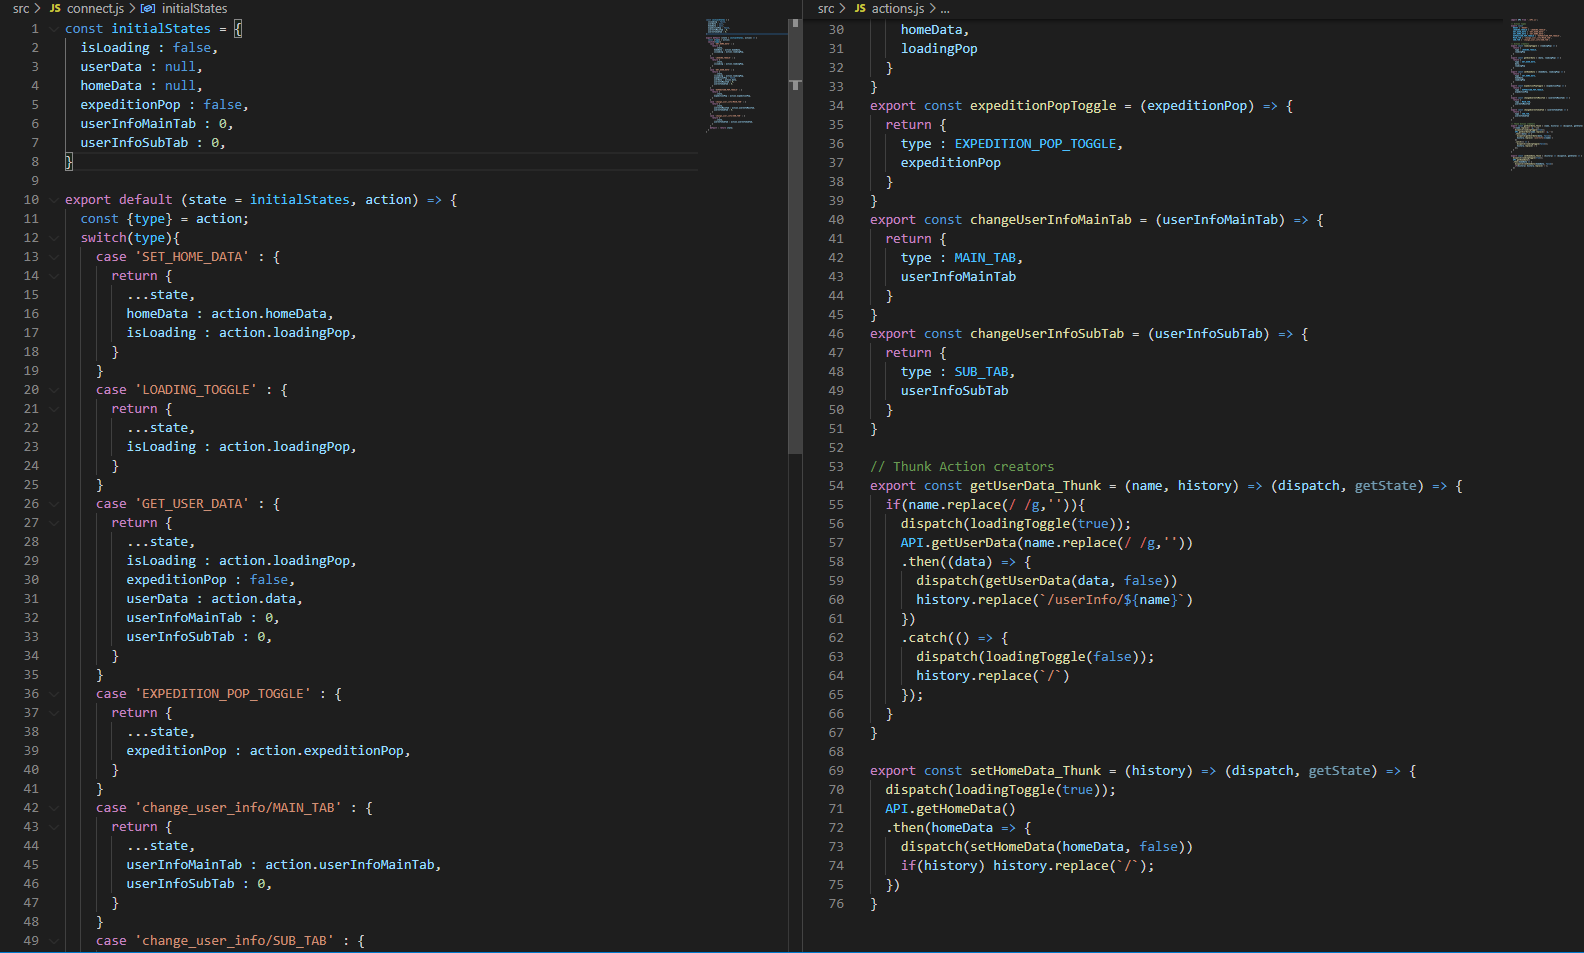 src > JS connect.js > initialStates
1 const initialStates = {
2 isLoading : false,
3 userData : null,
4 homeData : null,
5 expeditionPop : false,
6 userInfoMainTab : 0,
7 userInfoSubTab : 0,
8 }
9
10 export default (state = initialStates, action) => {
11 const {type} = action;
12 switch(type){
13 case 'SET_HOME_DATA' : {
14 return {
15 ...state,
16 homeData : action.homeData,
17 isLoading : action.loadingPop,
18 }
19 }
20 case 'LOADING_TOGGLE' : {
21 return {
22 ...state,
23 isLoading : action.loadingPop,
24 }
25 }
26 case 'GET_USER_DATA' : {
27 return {
28 ...state,
29 isLoading : action.loadingPop,
30 expeditionPop : false,
31 userData : action.data,
32 userInfoMainTab : 0,
33 userInfoSubTab : 0,
34 }
35 }
36 case 'EXPEDITION_POP_TOGGLE' : {
37 return {
38 ...state,
39 expeditionPop : action.expeditionPop,
40 }
41 }
42 case 'change_user_info/MAIN_TAB' : {
43 return {
44 ...state,
45 userInfoMainTab : action.userInfoMainTab,
46 userInfoSubTab : 0,
47 }
48 }
49 case 'change_user_info/SUB_TAB' : {
src > JS actions.js > ...
30 homeData,
31 loadingPop
32 }
33 }
34 export const expeditionPopToggle = (expeditionPop) => {
35 return {
36 type : EXPEDITION_POP_TOGGLE,
37 expeditionPop
38 }
39 }
40 export const changeUserInfoMainTab = (userInfoMainTab) => {
41 return {
42 type : MAIN_TAB,
43 userInfoMainTab
44 }
45 }
46 export const changeUserInfoSubTab = (userInfoSubTab) => {
47 return {
48 type : SUB_TAB,
49 userInfoSubTab
50 }
51 }
52
53 // Thunk Action creators
54 export const getUserData_Thunk = (name, history) => (dispatch, getState) => {
55 if(name.replace(/ /g,'')){
56 dispatch(loadingToggle(true));
57 API.getUserData(name.replace(/ /g,''))
58 .then((data) => {
59 dispatch(getUserData(data, false))
60 history.replace(`/userInfo/${name}`)
61 })
62 .catch(() => {
63 dispatch(loadingToggle(false));
64 history.replace(`/`)
65 });
66 }
67 }
68
69 export const setHomeData_Thunk = (history) => (dispatch, getState) => {
70 dispatch(loadingToggle(true));
71 API.getHomeData()
72 .then(homeData => {
73 dispatch(setHomeData(homeData, false))
74 if(history) history.replace(`/`);
75 })
76 }